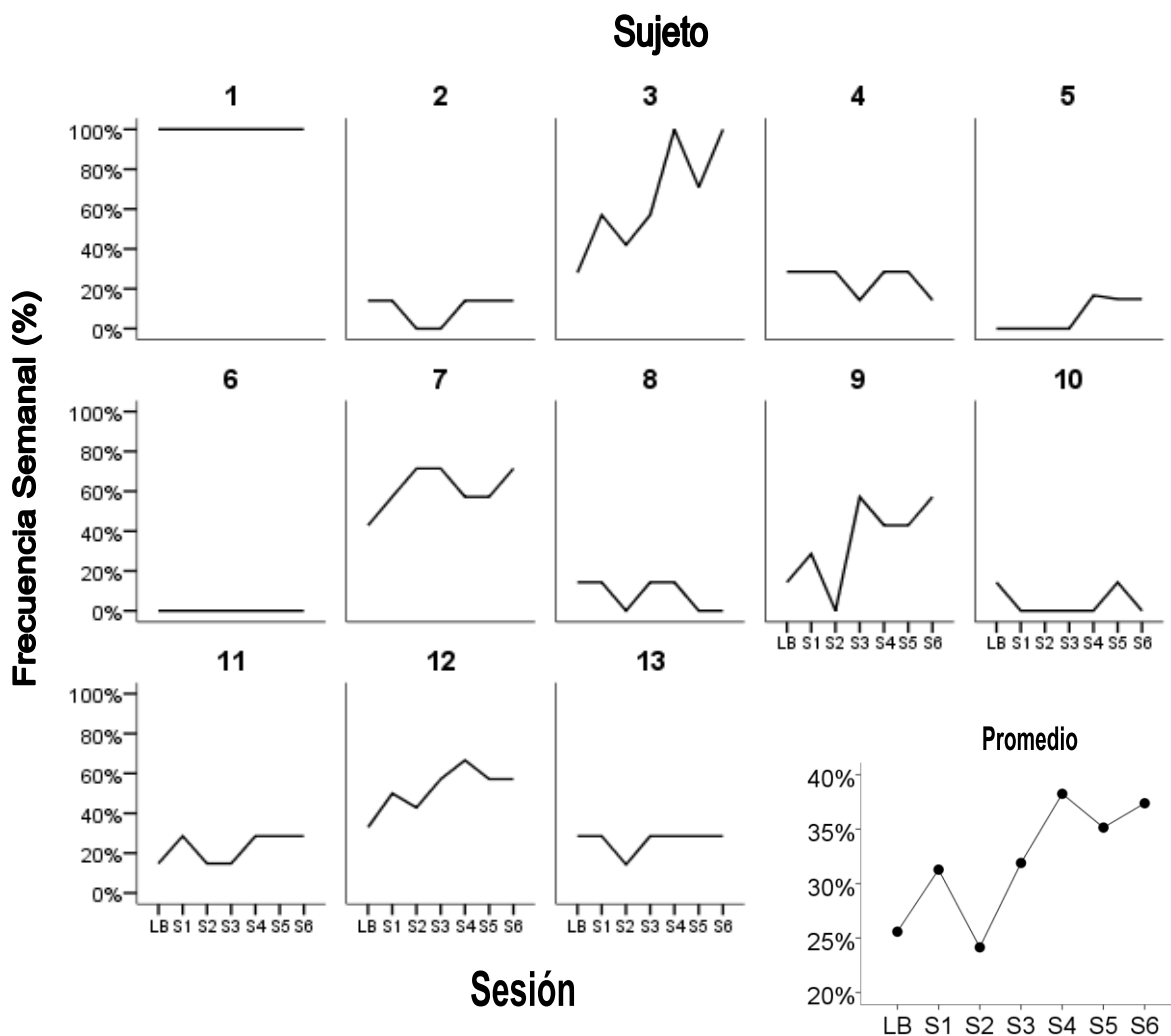 Sujeto
1 2 3 4 5
100%
80%
60%
40%
20%
0%
6 7 8 9 10
100%
80%
60%
40%
20%
0%
LB S1 S2 S3 S4 S5 S6
LB S1 S2 S3 S4 S5 S6
11 12 13
100%
80%
60%
40%
20%
0%
LB S1 S2 S3 S4 S5 S6
LB S1 S2 S3 S4 S5 S6
LB S1 S2 S3 S4 S5 S6
Frecuencia Semanal (%)
Sesión
Promedio
40%
35%
30%
25%
20%
LB S1 S2 S3 S4 S5 S6